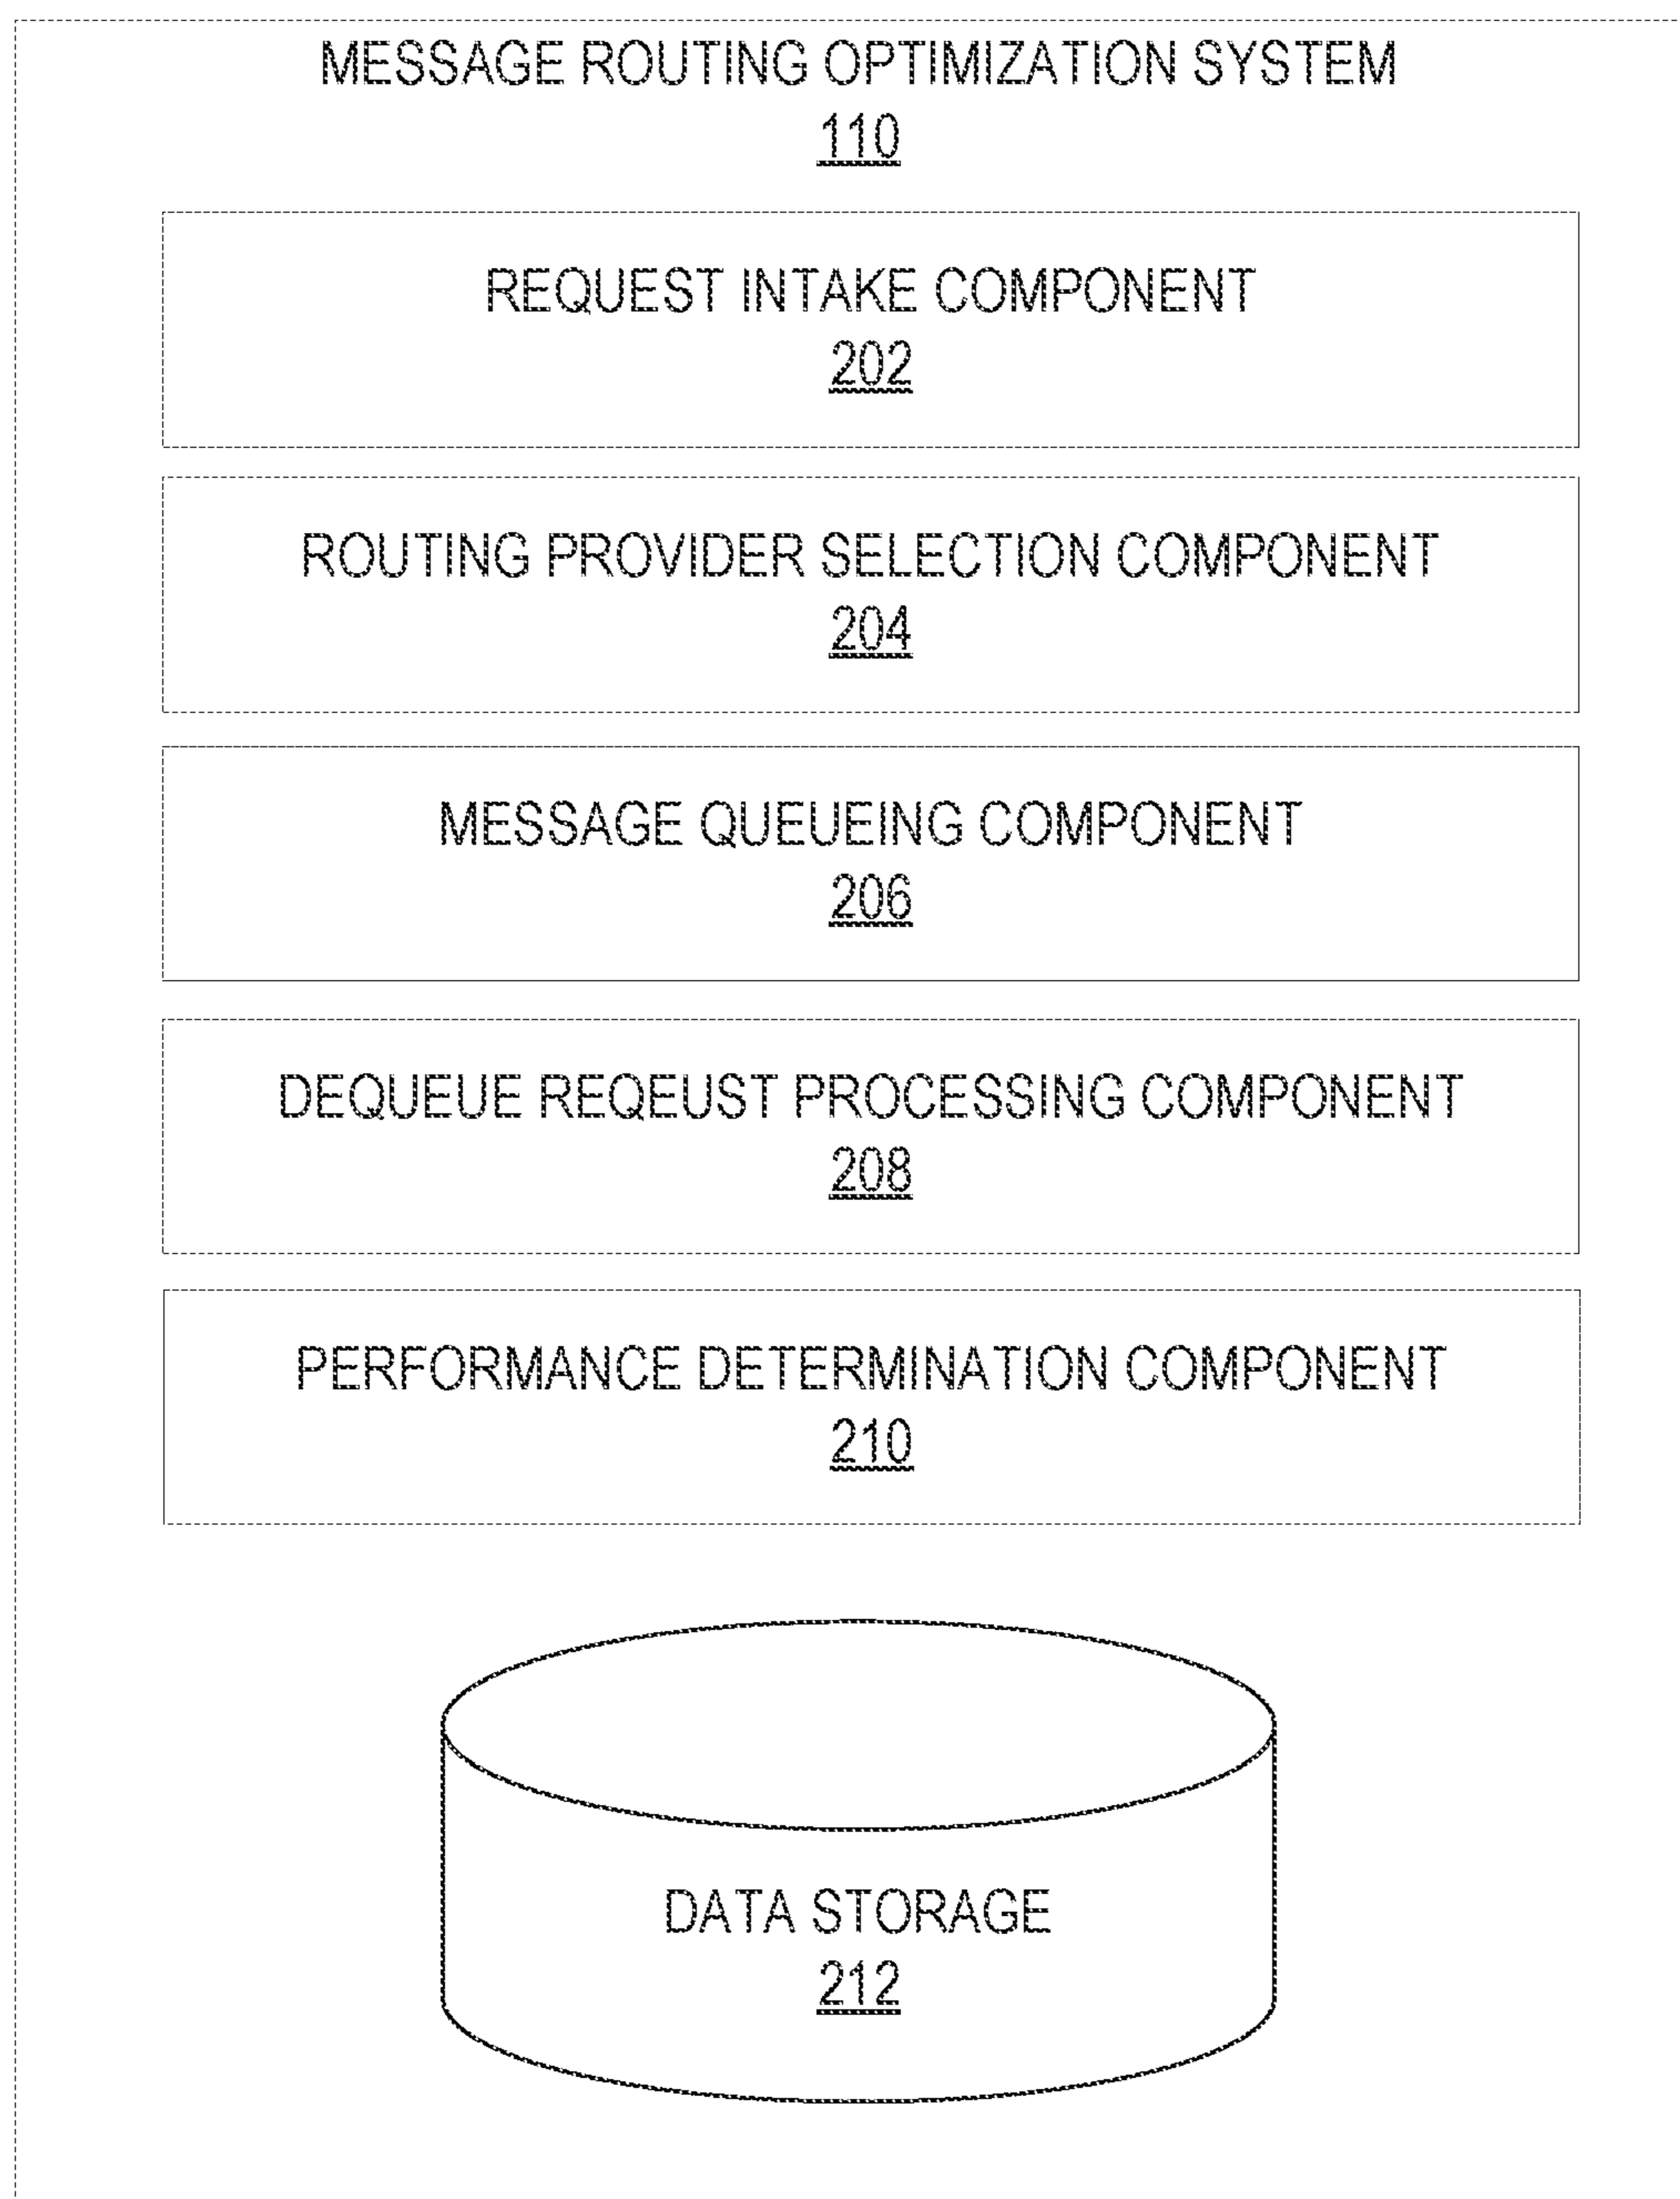 MESSAGE ROUTING OPTIMIZATION SYSTEM
110
REQUEST INTAKE COMPONENT
202
ROUTING PROVIDER SELECTION COMPONENT
204
MESSAGE QUEUEING COMPONENT
206
DEQUEUE REQEUST PROCESSING COMPONENT
208
PERFORMANCE DETERMINATION COMPONENT
210
DATA STORAGE
212